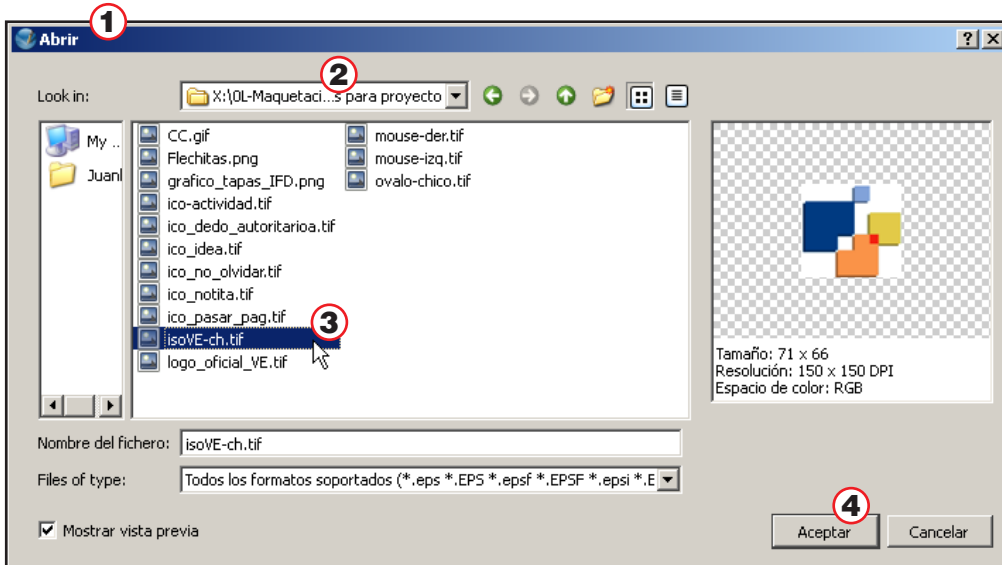 1
Abrir
2
Look in:
X:\0L-Maquetaci...s para proyecto
My ..
Juanl
CC.gif
Flechitas.png
grafico_tapas_IFD.png
ico-actividad.tif
ico_dedo_autoritarioa.tif
ico_idea.tif
ico_no_olvidar.tif
ico_notita.tif
ico_pasar_pag.tif
3
isoVE-ch.tif
logo_oficial_VE.tif
mouse-der.tif
mouse-izq.tif
ovalo-chico.tif
Tamaño: 71 x 66
Resolución: 150 x 150 DPI
Espacio de color: RGB
Nombre del fichero: isoVE-ch.tif
Files of type: Todos los formatos soportados (*.eps *.EPS *.epsf *.EPSF *.epsi *.E
Mostrar vista previa
4
Aceptar
Cancelar